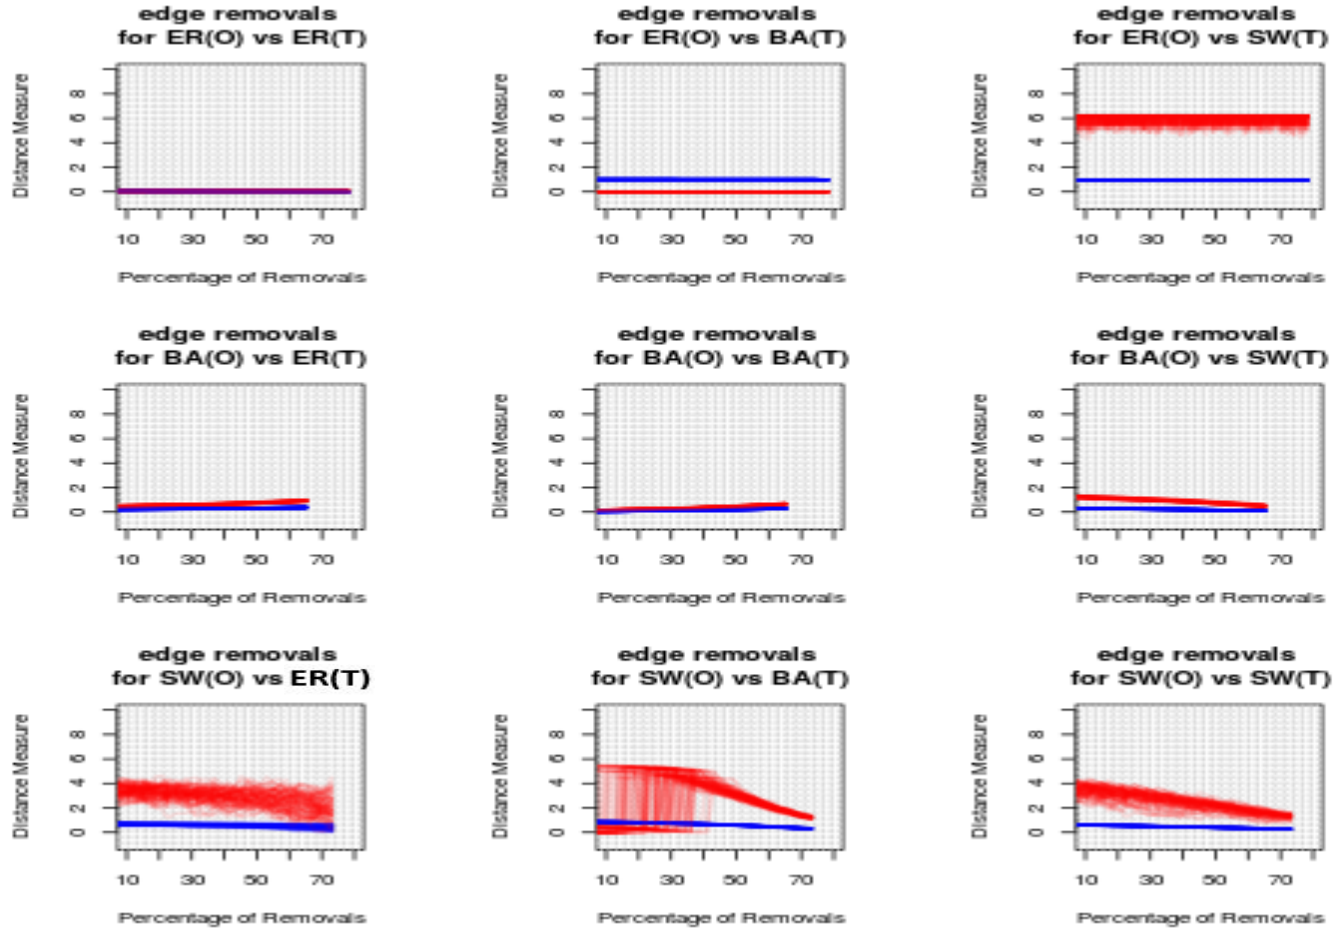 edge removals
for ER(O) vs ER(T)
Distance Measure
0 2 4 6 8
10 30 50 70
Percentage of Removals
edge removals
for ER(O) vs BA(T)
Distance Measure
0 2 4 6 8
10 30 50 70
Percentage of Removals
edge removals
for ER(O) vs SW(T)
Distance Measure
0 2 4 6 8
10 30 50 70
Percentage of Removals
edge removals
for BA(O) vs ER(T)
Distance Measure
0 2 4 6 8
10 30 50 70
Percentage of Removals
edge removals
for BA(O) vs BA(T)
Distance Measure
0 2 4 6 8
10 30 50 70
Percentage of Removals
edge removals
for BA(O) vs SW(T)
Distance Measure
0 2 4 6 8
10 30 50 70
Percentage of Removals
edge removals
for SW(O) vs ER(T)
Distance Measure
0 2 4 6 8
10 30 50 70
Percentage of Removals
edge removals
for SW(O) vs BA(T)
Distance Measure
0 2 4 6 8
10 30 50 70
Percentage of Removals
edge removals
for SW(O) vs SW(T)
Distance Measure
0 2 4 6 8
10 30 50 70
Percentage of Removals